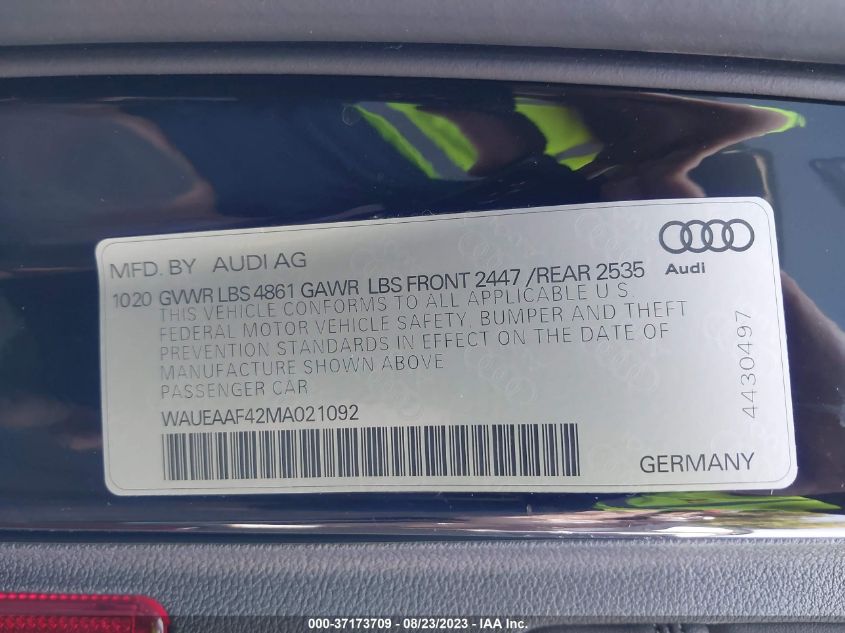 MFD. BY AUDI AG
Audi
1020 GVWR LBS 4861 GAWR LBS FRONT 2447 /REAR 2535
THIS VEHICLE CONFORMS TO ALL APPLICABLE U.S.
FEDERAL MOTOR VEHICLE SAFETY, BUMPER AND THEFT
PREVENTION STANDARDS IN EFFECT ON THE DATE OF
MANUFACTURE SHOWN ABOVE
PASSENGER CAR
WAUEAAF42MA021092
4430497
GERMANY
000-37173709 - 08/23/2023 - IAA Inc.